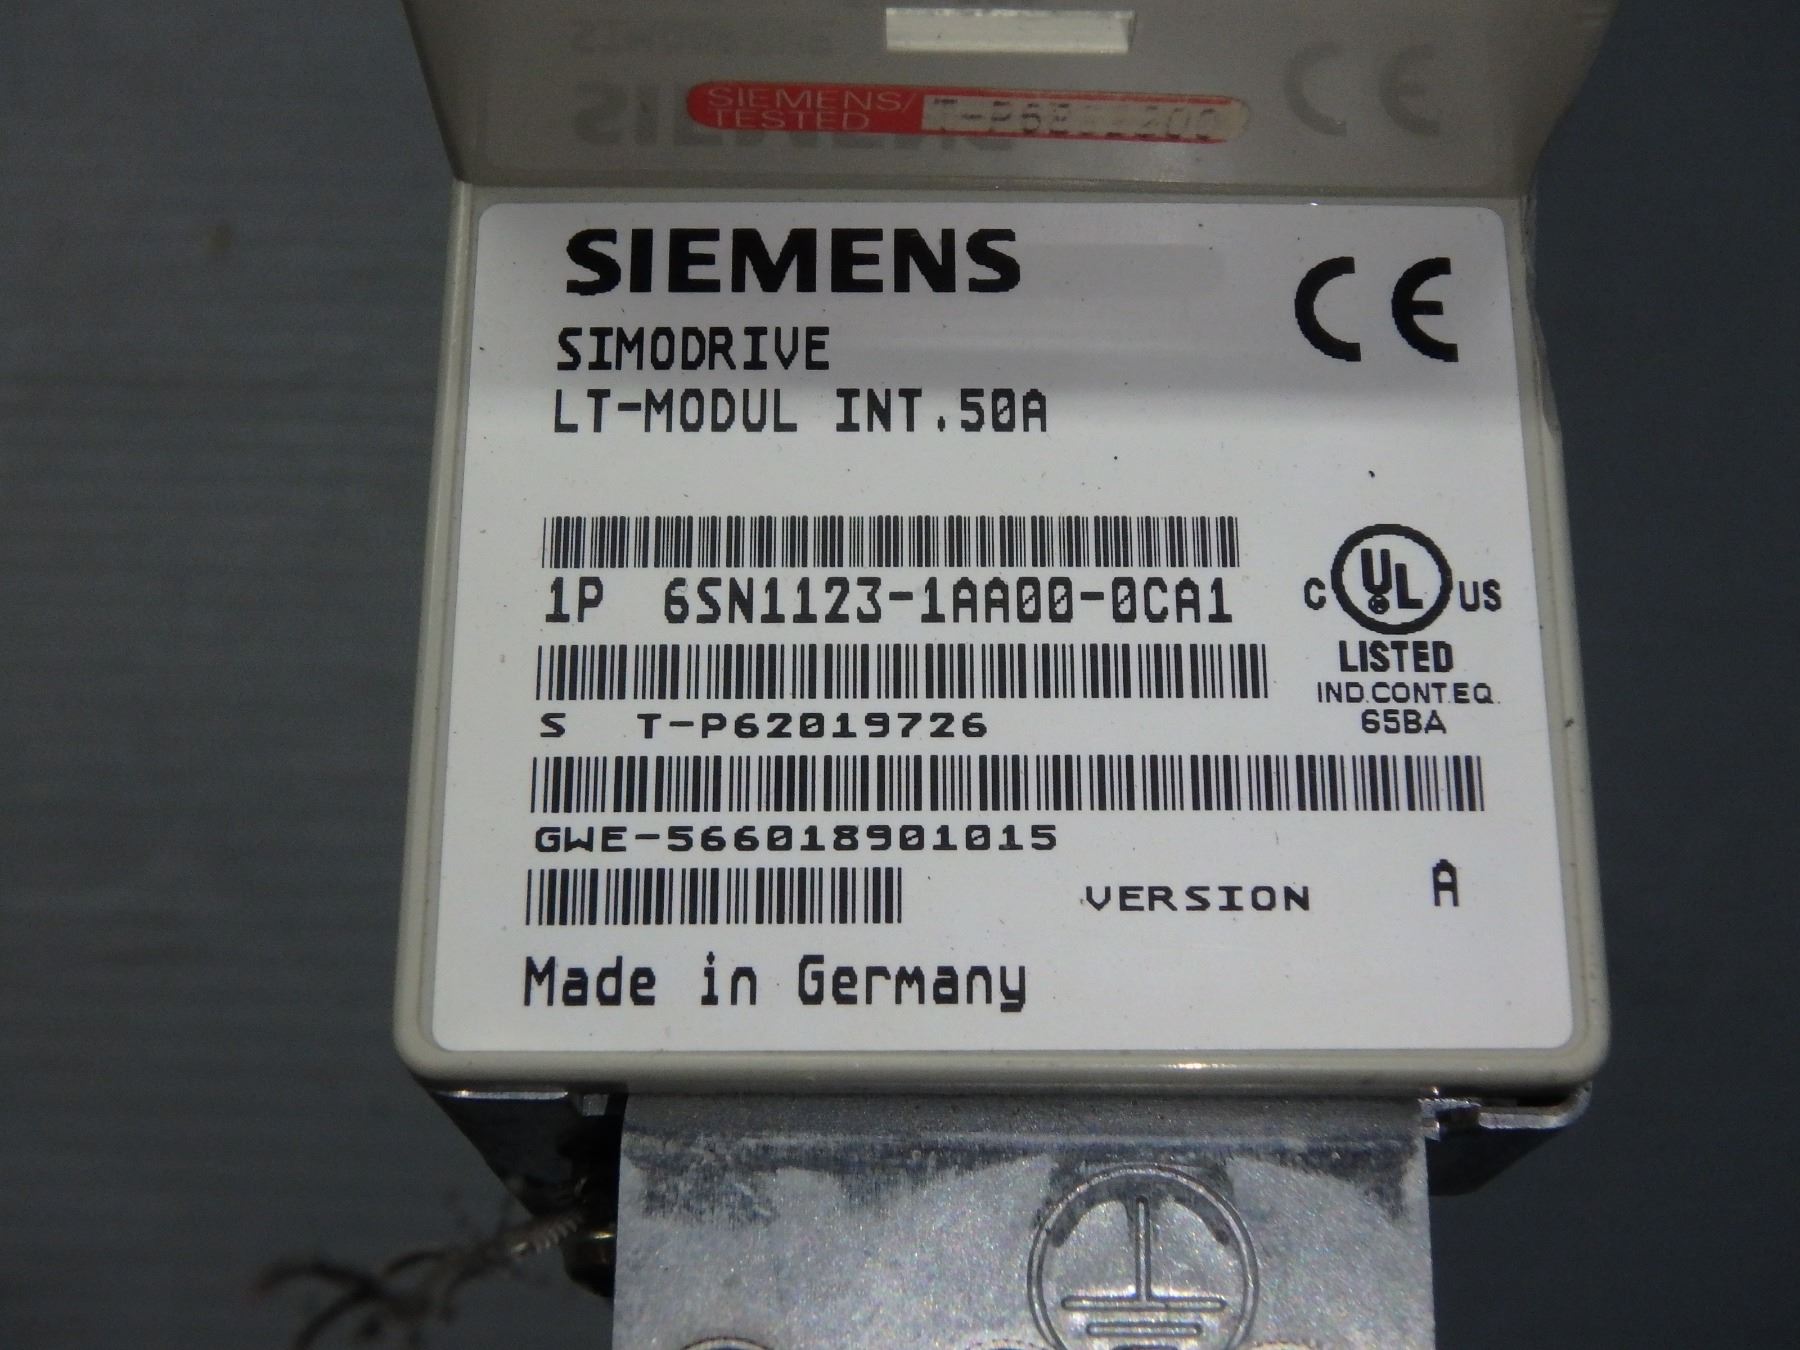 SIEMENS/
TESTED
SIEMENS
CE
SIMODRIVE
LT-MODUL INT.50A
1P 6SN1123-1AA00-0CA1
C UL US
LISTED
IND.CONT.EQ.
65BA
S T-P62019726
GWE-566018901015
VERSION A
Made in Germany